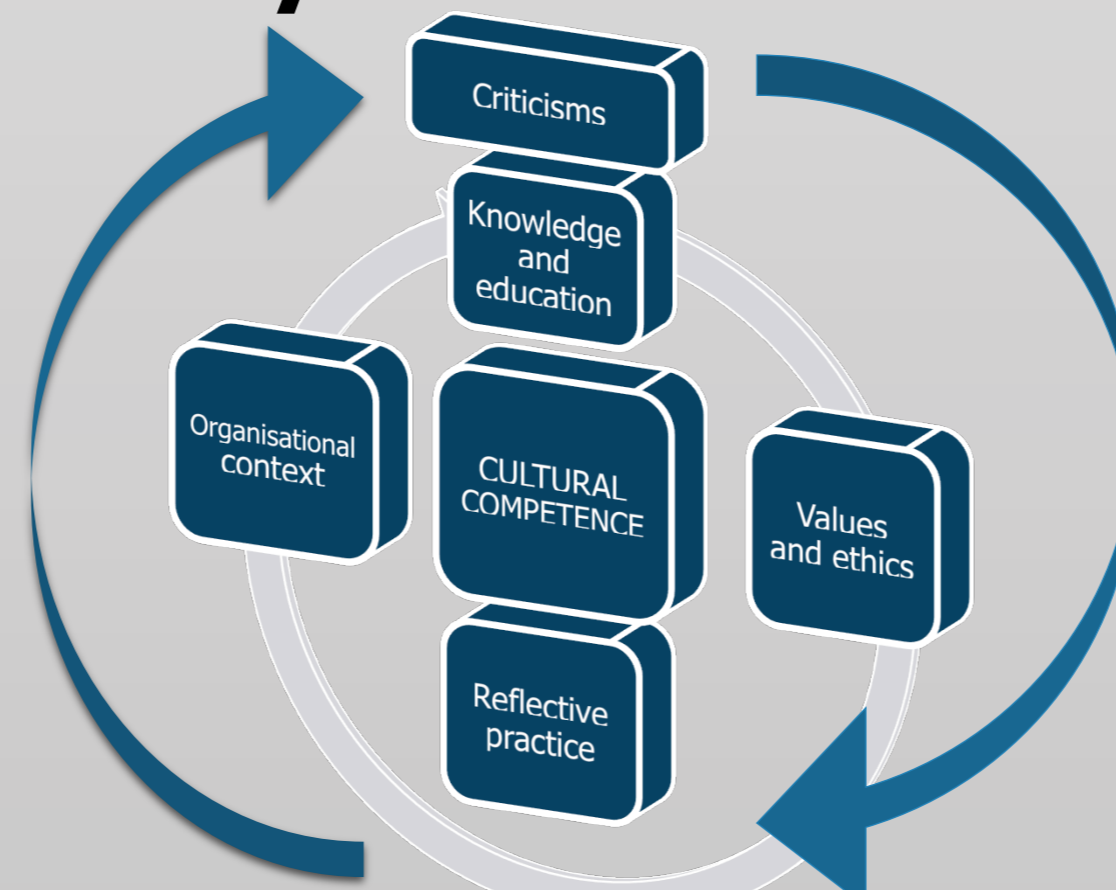 Criticisms
Knowledge
and
education
Organisational
context
CULTURAL
COMPETENCE
Values
and ethics
Reflective
practice